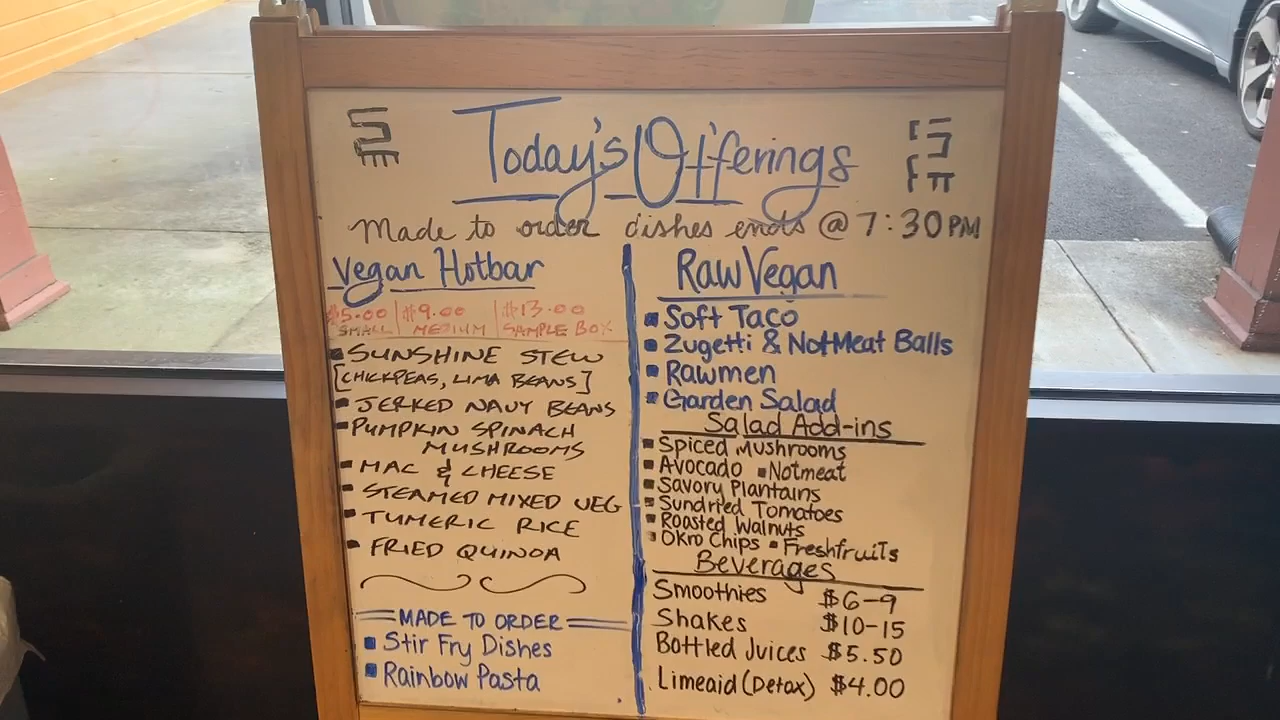 Today's Offerings
Made to order dishes ends @ 7:30PM
Vegan Hotbar
$5.00 | $9.00 | $13.00
SMALL | MEDIUM | SAMPLE BOX
SUNSHINE STEW
[CHICKPEAS, LIMA BEANS]
JERKED NAVY BEANS
PUMPKIN SPINACH
MUSHROOMS
MAC & CHEESE
STEAMED MIXED VEG
TUMERIC RICE
FRIED QUINOA
MADE TO ORDER
Stir Fry Dishes
Rainbow Pasta
Raw Vegan
Soft Taco
Zugetti & NotMeat Balls
Rawmen
Garden Salad
Salad Add-ins
Spiced Mushrooms
Avocado ▪ Notmeat
Savory Plantains
Sundried Tomatoes
Roasted Walnuts
Okro Chips ▪ Freshfruits
Beverages
Smoothies $6-9
Shakes $10-15
Bottled Juices $5.50
Limeaid (Detox) $4.00